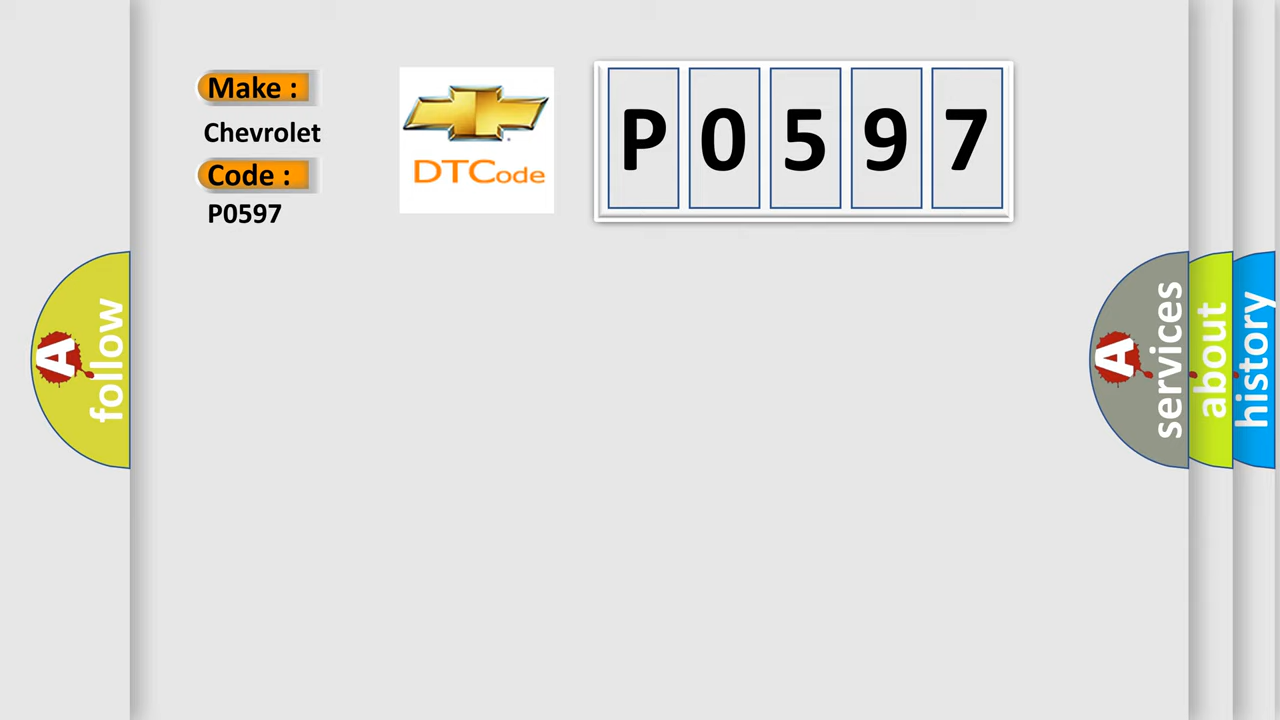 Make :
Chevrolet
Code :
P0597
DTCode
P 0 5 9 7
A follow
A services
about
history